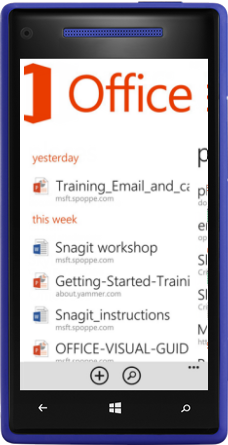 Office
yesterday
Training_Email_and_ca
msft.spoppe.com
this week
Snagit workshop
msft.spoppe.com
Getting-Started-Traini
about.yammer.com
Snagit_instructions
msft.spoppe.com
OFFICE-VISUAL-GUID
msft.spoppe.com